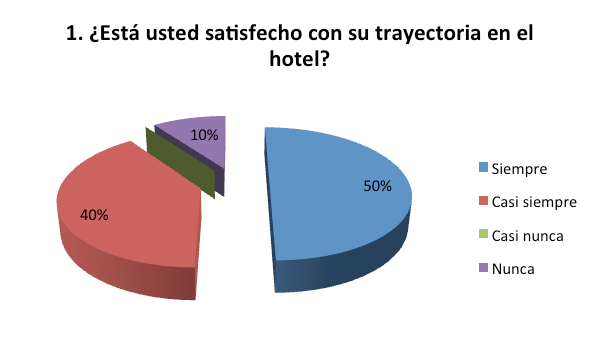 1. ¿Está usted satisfecho con su trayectoria en el
hotel?
10%
50%
40%
Siempre
Casi siempre
Casi nunca
Nunca